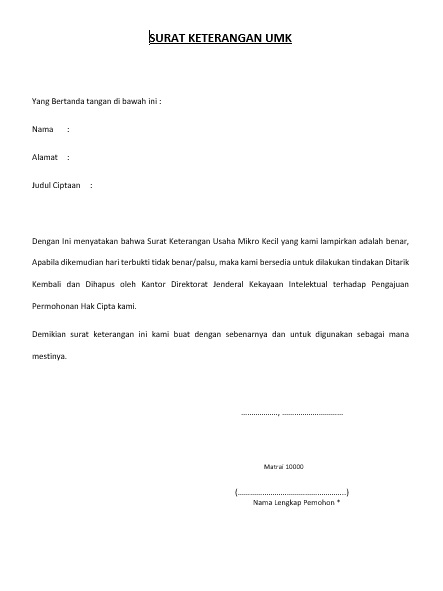 SURAT KETERANGAN UMK
Yang Bertanda tangan di bawah ini :
Nama :
Alamat :
Judul Ciptaan :
Dengan Ini menyatakan bahwa Surat Keterangan Usaha Mikro Kecil yang kami lampirkan adalah benar,
Apabila dikemudian hari terbukti tidak benar/palsu, maka kami bersedia untuk dilakukan tindakan Ditarik
Kembali dan Dihapus oleh Kantor Direktorat Jenderal Kekayaan Intelektual terhadap Pengajuan
Permohonan Hak Cipta kami.
Demikian surat keterangan ini kami buat dengan sebenarnya dan untuk digunakan sebagai mana
mestinya.
................., ............................
Matrai 10000
(..................................................)
Nama Lengkap Pemohon *